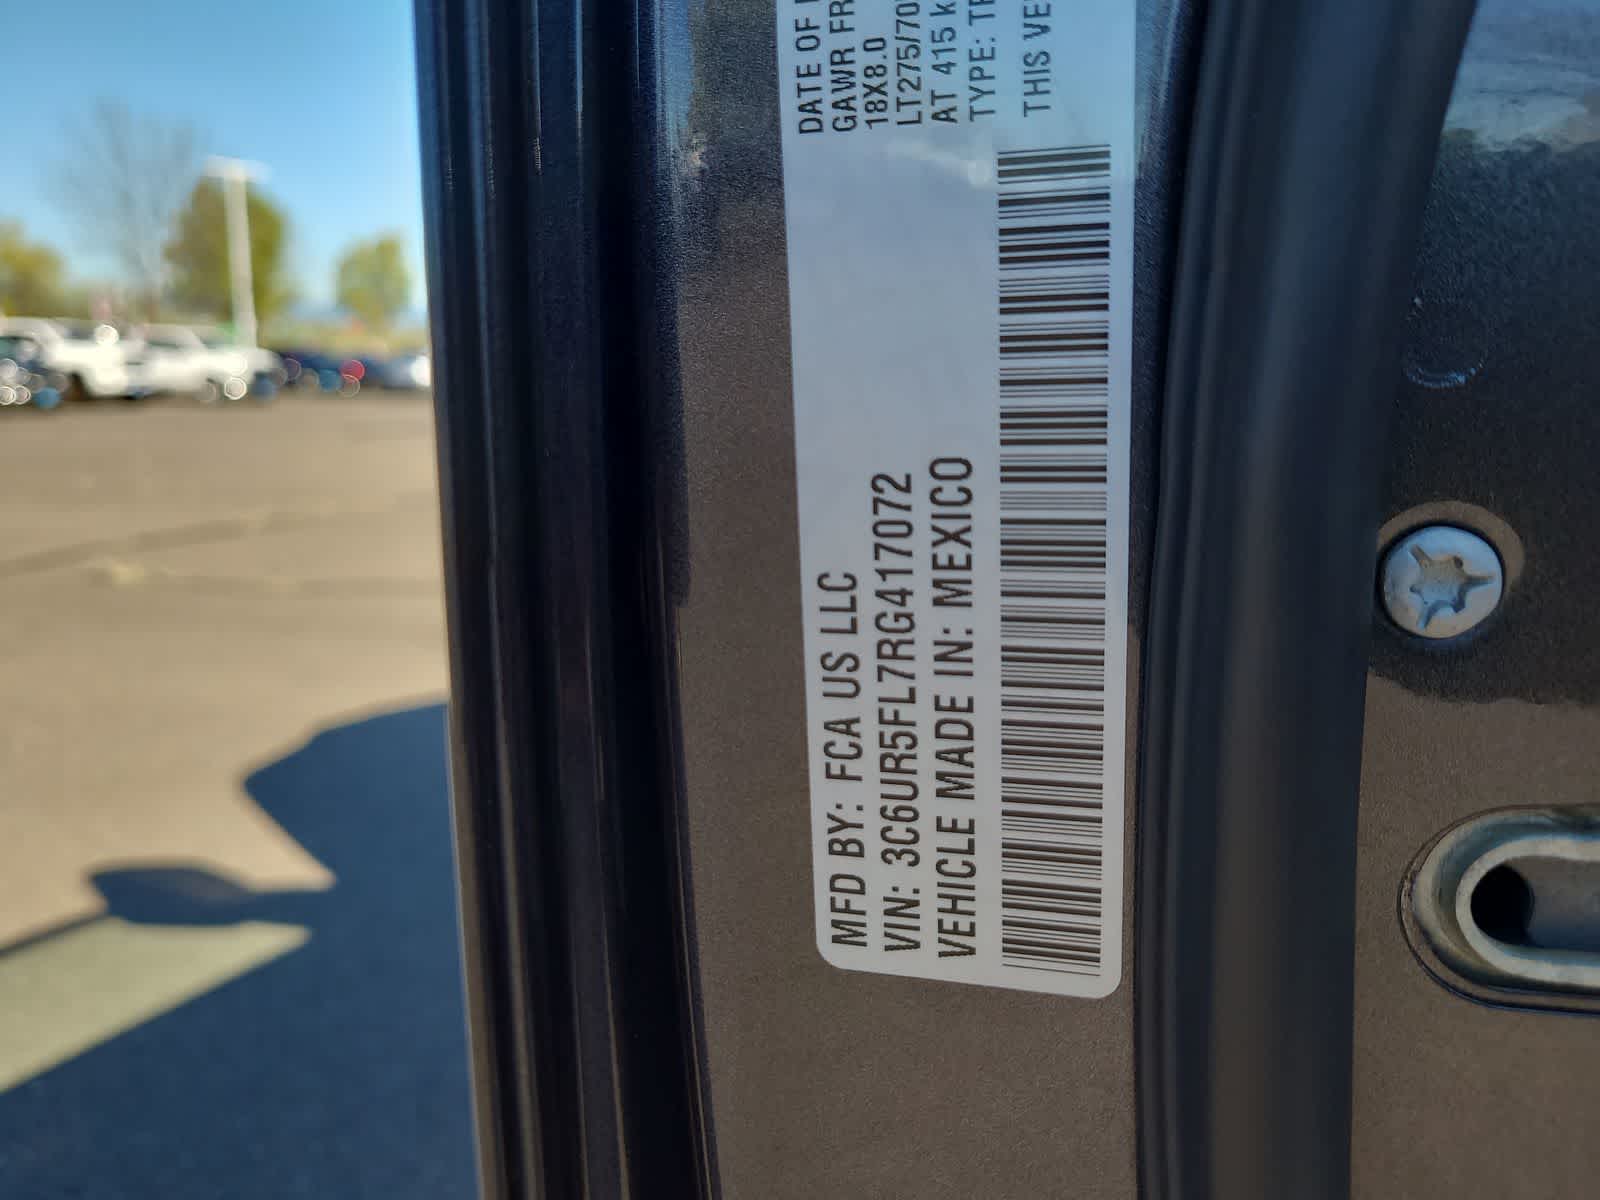 MFD BY: FCA US LLC
VIN: 3C6UR5FL7RG417072
VEHICLE MADE IN: MEXICO
DATE OF
GAWR FR
18X8.0
LT275/70
AT 415 k
TYPE: TR
THIS VE